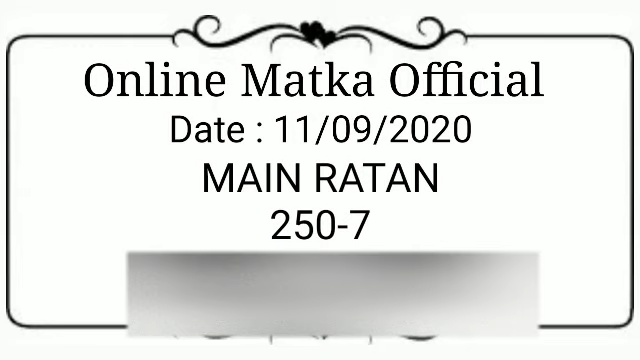 Online Matka Official
Date : 11/09/2020
MAIN RATAN
250-7